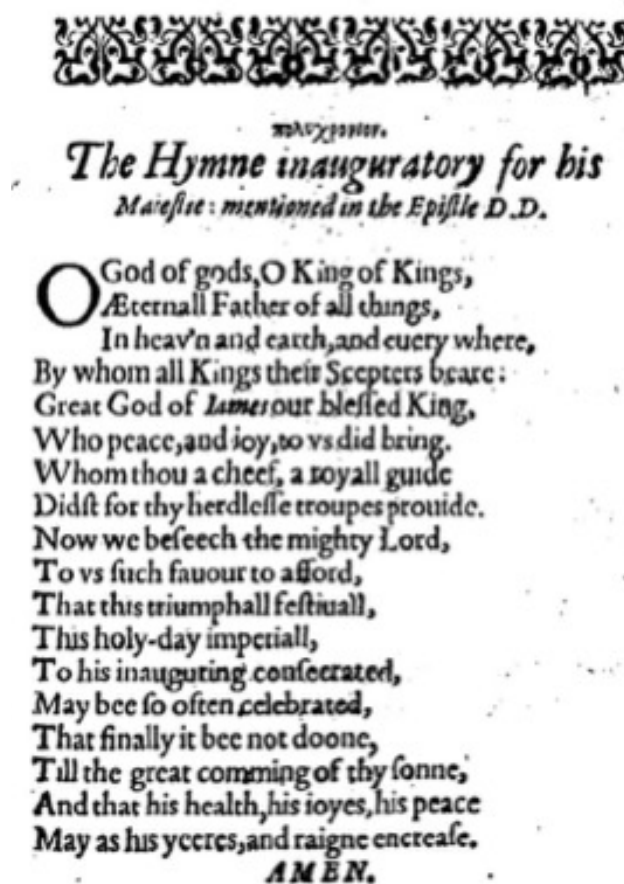 πολυχρονιον.
The Hymne inauguratory for his
Maiestie: mentioned in the Epiſtle D.D.
O God of gods, O King of Kings,
Æternall Father of all things,
In heav'n and earth, and euery where,
By whom all Kings their Scepters beare:
Great God of Iames our bleſſed King,
Who peace, and ioy, to vs did bring.
Whom thou a cheef, a royall guide
Didſt for thy herdleſſe troupes prouide.
Now we beſeech the mighty Lord,
To vs ſuch fauour to afford,
That this triumphall feſtiuall,
This holy-day imperiall,
To his inauguring conſecrated,
May bee ſo often celebrated,
That finally it bee not doone,
Till the great comming of thy ſonne,
And that his health, his ioyes, his peace
May as his yeeres, and raigne encreaſe.
AMEN.